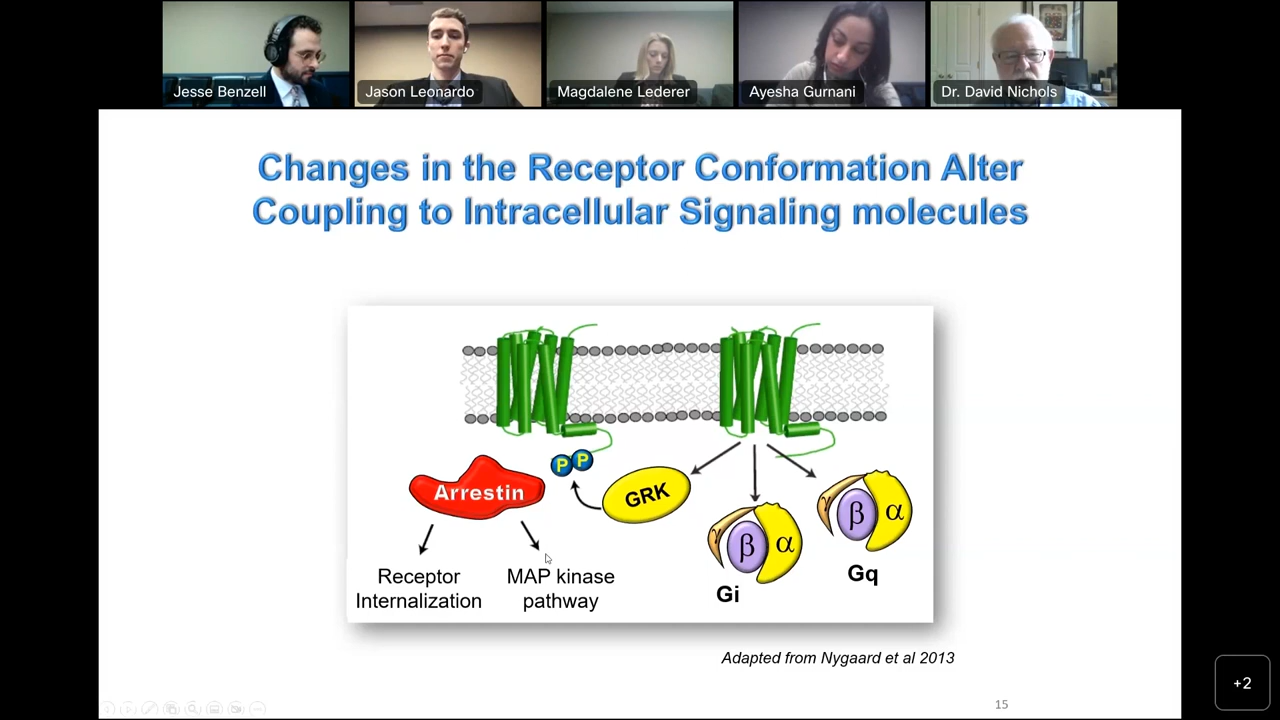 Jesse Benzell
Jason Leonardo
Magdalene Lederer
Ayesha Gurnani
Dr. David Nichols
Changes in the Receptor Conformation Alter
Coupling to Intracellular Signaling molecules
P P
Arrestin
GRK
γ β α
γ β α
Receptor
Internalization
MAP kinase
pathway
Gi
Gq
Adapted from Nygaard et al 2013
15
+2